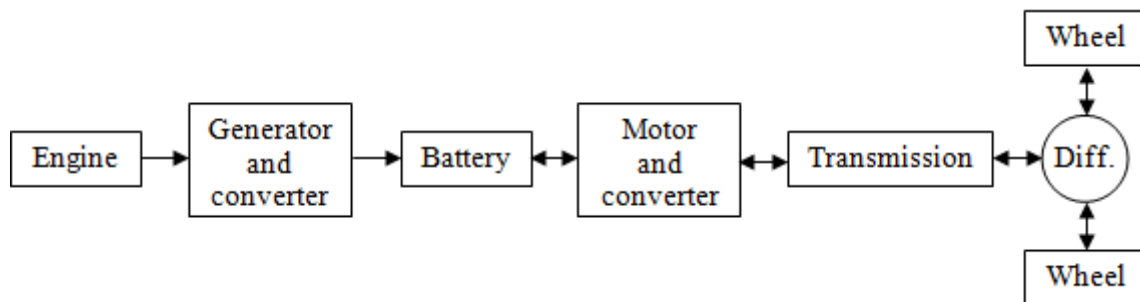 Wheel
Engine
Generator
and
converter
Battery
Motor
and
converter
Transmission
Diff.
Wheel